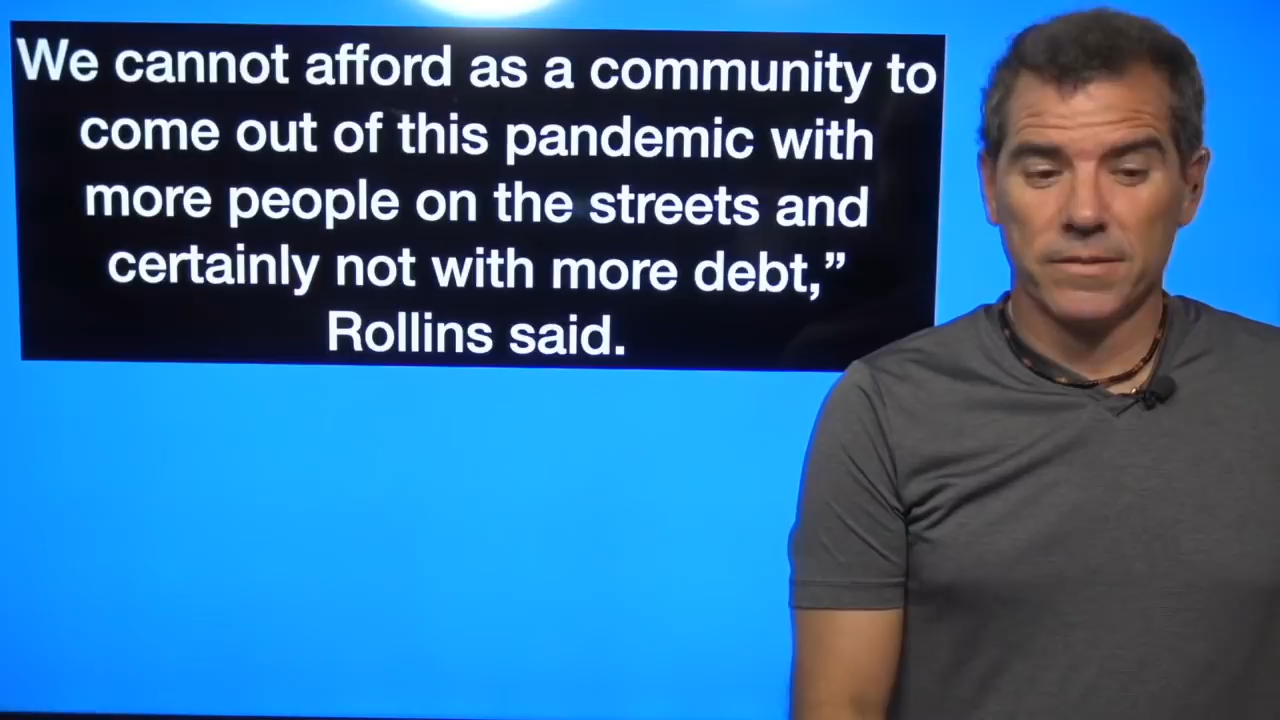 We cannot afford as a community to
come out of this pandemic with
more people on the streets and
certainly not with more debt,”
Rollins said.